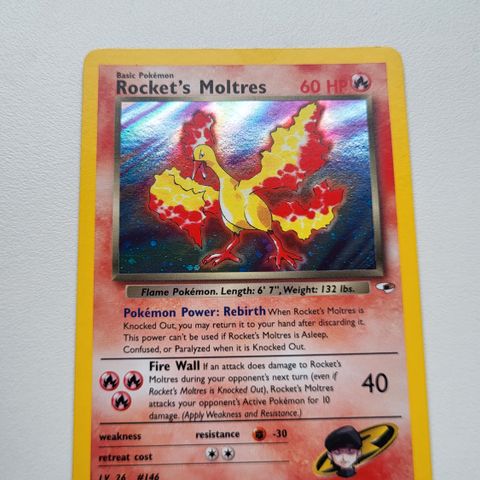 Basic Pokémon
Rocket's Moltres 60 HP
Flame Pokémon. Length: 6' 7", Weight: 132 lbs.
Pokémon Power: Rebirth When Rocket's Moltres is
Knocked Out, you may return it to your hand after discarding it.
This power can't be used if Rocket's Moltres is Asleep,
Confused, or Paralyzed when it is Knocked Out.
Fire Wall If an attack does damage to Rocket's
Moltres during your opponent's next turn (even if
Rocket's Moltres is Knocked Out), Rocket's Moltres
attacks your opponent's Active Pokémon for 10
damage. (Apply Weakness and Resistance.)
40
weakness resistance -30
retreat cost
LV. 26 #146